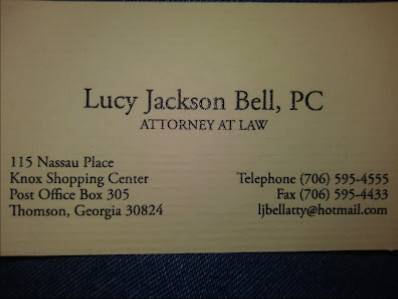 Lucy Jackson Bell, PC
ATTORNEY AT LAW
115 Nassau Place
Knox Shopping Center
Post Office Box 305
Thomson, Georgia 30824
Telephone (706) 595-4555
Fax (706) 595-4433
ljbellatty@hotmail.com